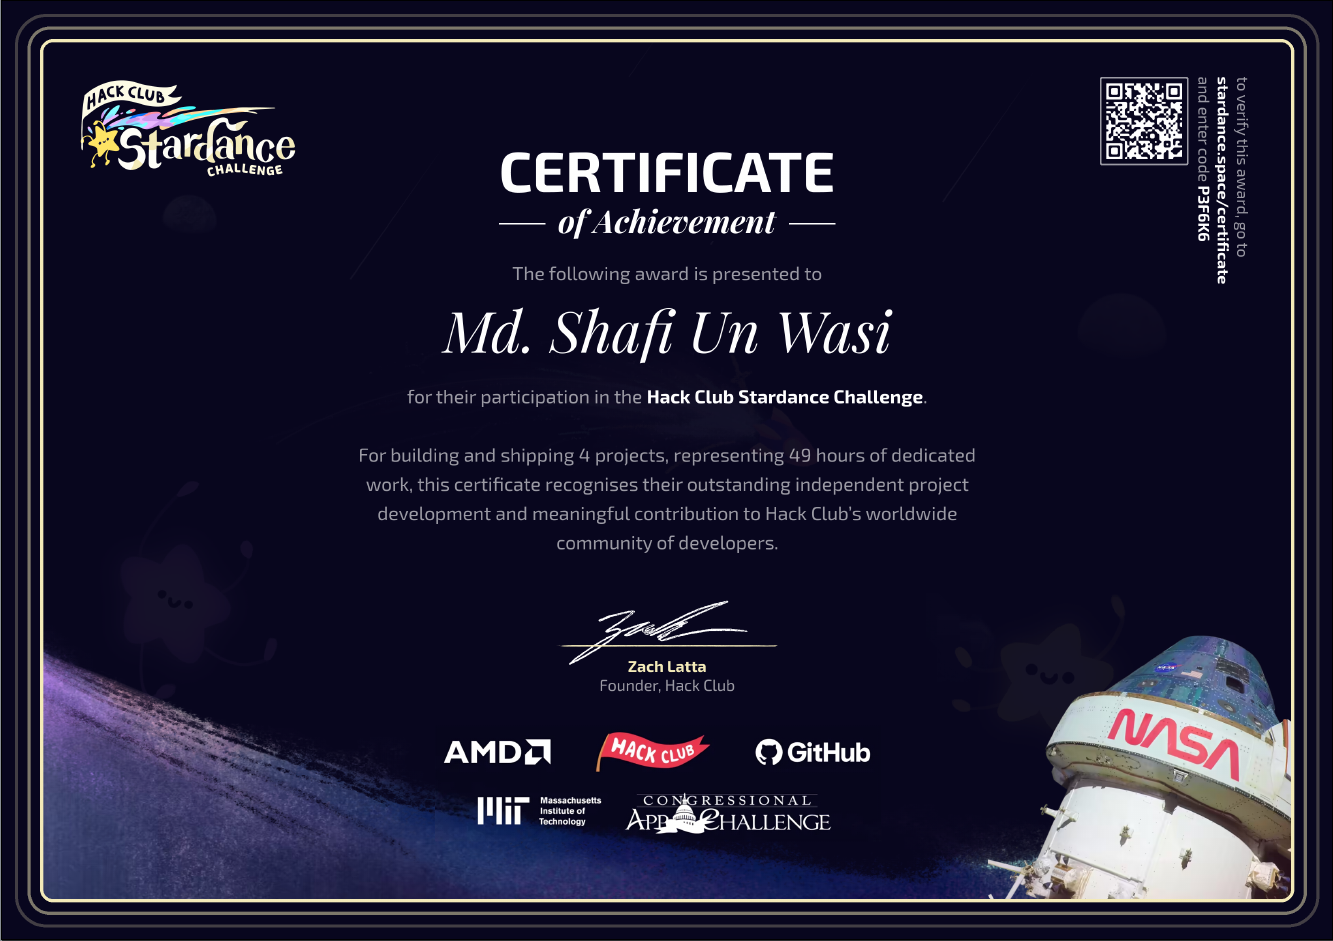 HACK CLUB
Stardance
CHALLENGE
to verify this award, go to
stardance.space/certificate
and enter code P3F6K6
CERTIFICATE
of Achievement
The following award is presented to
Md. Shafi Un Wasi
for their participation in the Hack Club Stardance Challenge.
For building and shipping 4 projects, representing 49 hours of dedicated
work, this certificate recognises their outstanding independent project
development and meaningful contribution to Hack Club's worldwide
community of developers.
Zach Latta
Founder, Hack Club
AMD
HACK CLUB
GitHub
MIT
Massachusetts
Institute of
Technology
CONGRESSIONAL
APP CHALLENGE
NASA